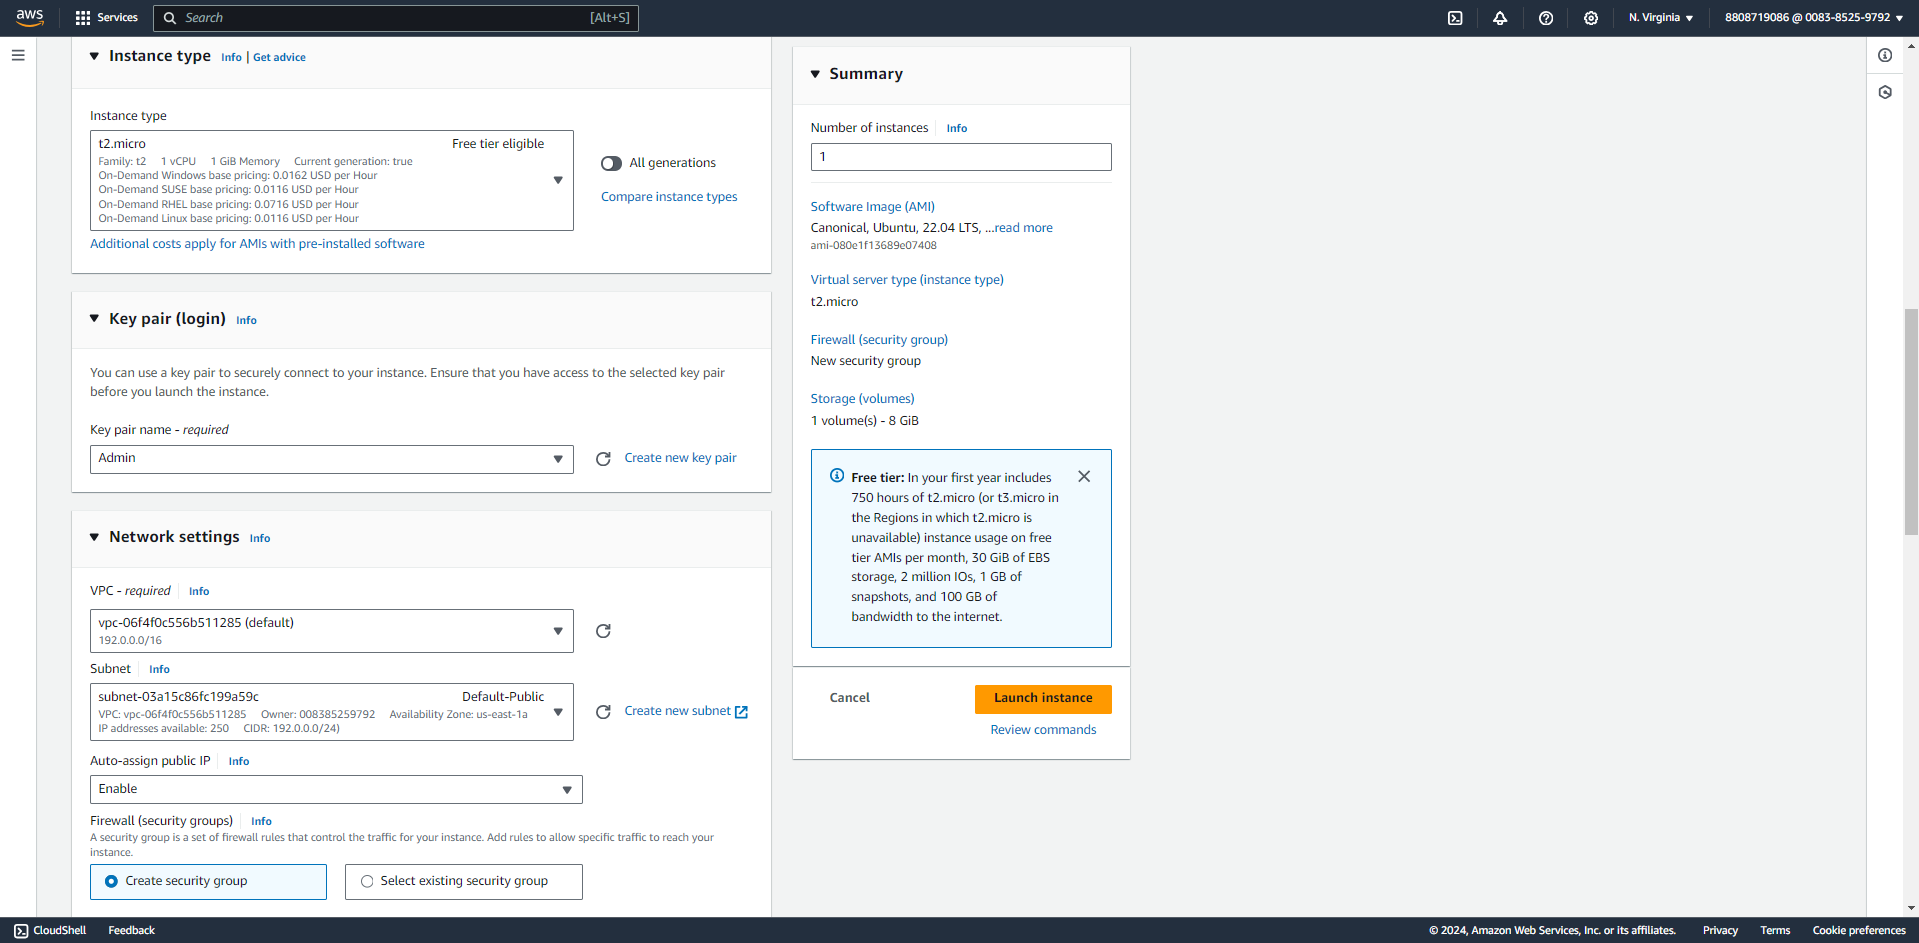 aws
Services
Search
[Alt+S]
N. Virginia
8808719086 @ 0083-8525-9792
Instance type
Info | Get advice
Instance type
t2.micro
Free tier eligible
Family: t2 1 vCPU 1 GiB Memory Current generation: true
On-Demand Windows base pricing: 0.0162 USD per Hour
On-Demand SUSE base pricing: 0.0116 USD per Hour
On-Demand RHEL base pricing: 0.0716 USD per Hour
On-Demand Linux base pricing: 0.0116 USD per Hour
All generations
Compare instance types
Additional costs apply for AMIs with pre-installed software
Key pair (login)
Info
You can use a key pair to securely connect to your instance. Ensure that you have access to the selected key pair
before you launch the instance.
Key pair name - required
Admin
Create new key pair
Network settings
Info
VPC - required
Info
vpc-06f4f0c556b511285 (default)
192.0.0.0/16
Subnet
Info
subnet-03a15c86fc199a59c
Default-Public
VPC: vpc-06f4f0c556b511285 Owner: 008385259792 Availability Zone: us-east-1a
IP addresses available: 250 CIDR: 192.0.0.0/24)
Create new subnet
Auto-assign public IP
Info
Enable
Firewall (security groups)
Info
A security group is a set of firewall rules that control the traffic for your instance. Add rules to allow specific traffic to reach your
instance.
Create security group
Select existing security group
Summary
Number of instances
Info
1
Software Image (AMI)
Canonical, Ubuntu, 22.04 LTS, ...read more
ami-080e1f13689e07408
Virtual server type (instance type)
t2.micro
Firewall (security group)
New security group
Storage (volumes)
1 volume(s) - 8 GiB
Free tier: In your first year includes
750 hours of t2.micro (or t3.micro in
the Regions in which t2.micro is
unavailable) instance usage on free
tier AMIs per month, 30 GiB of EBS
storage, 2 million IOs, 1 GB of
snapshots, and 100 GB of
bandwidth to the internet.
Cancel
Launch instance
Review commands
CloudShell
Feedback
© 2024, Amazon Web Services, Inc. or its affiliates.
Privacy
Terms
Cookie preferences